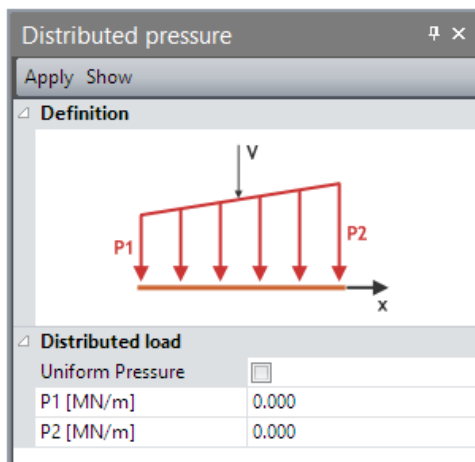 Distributed pressure
Apply Show
Definition
V
P1
P2
x
Distributed load
Uniform Pressure
P1 [MN/m] 0.000
P2 [MN/m] 0.000